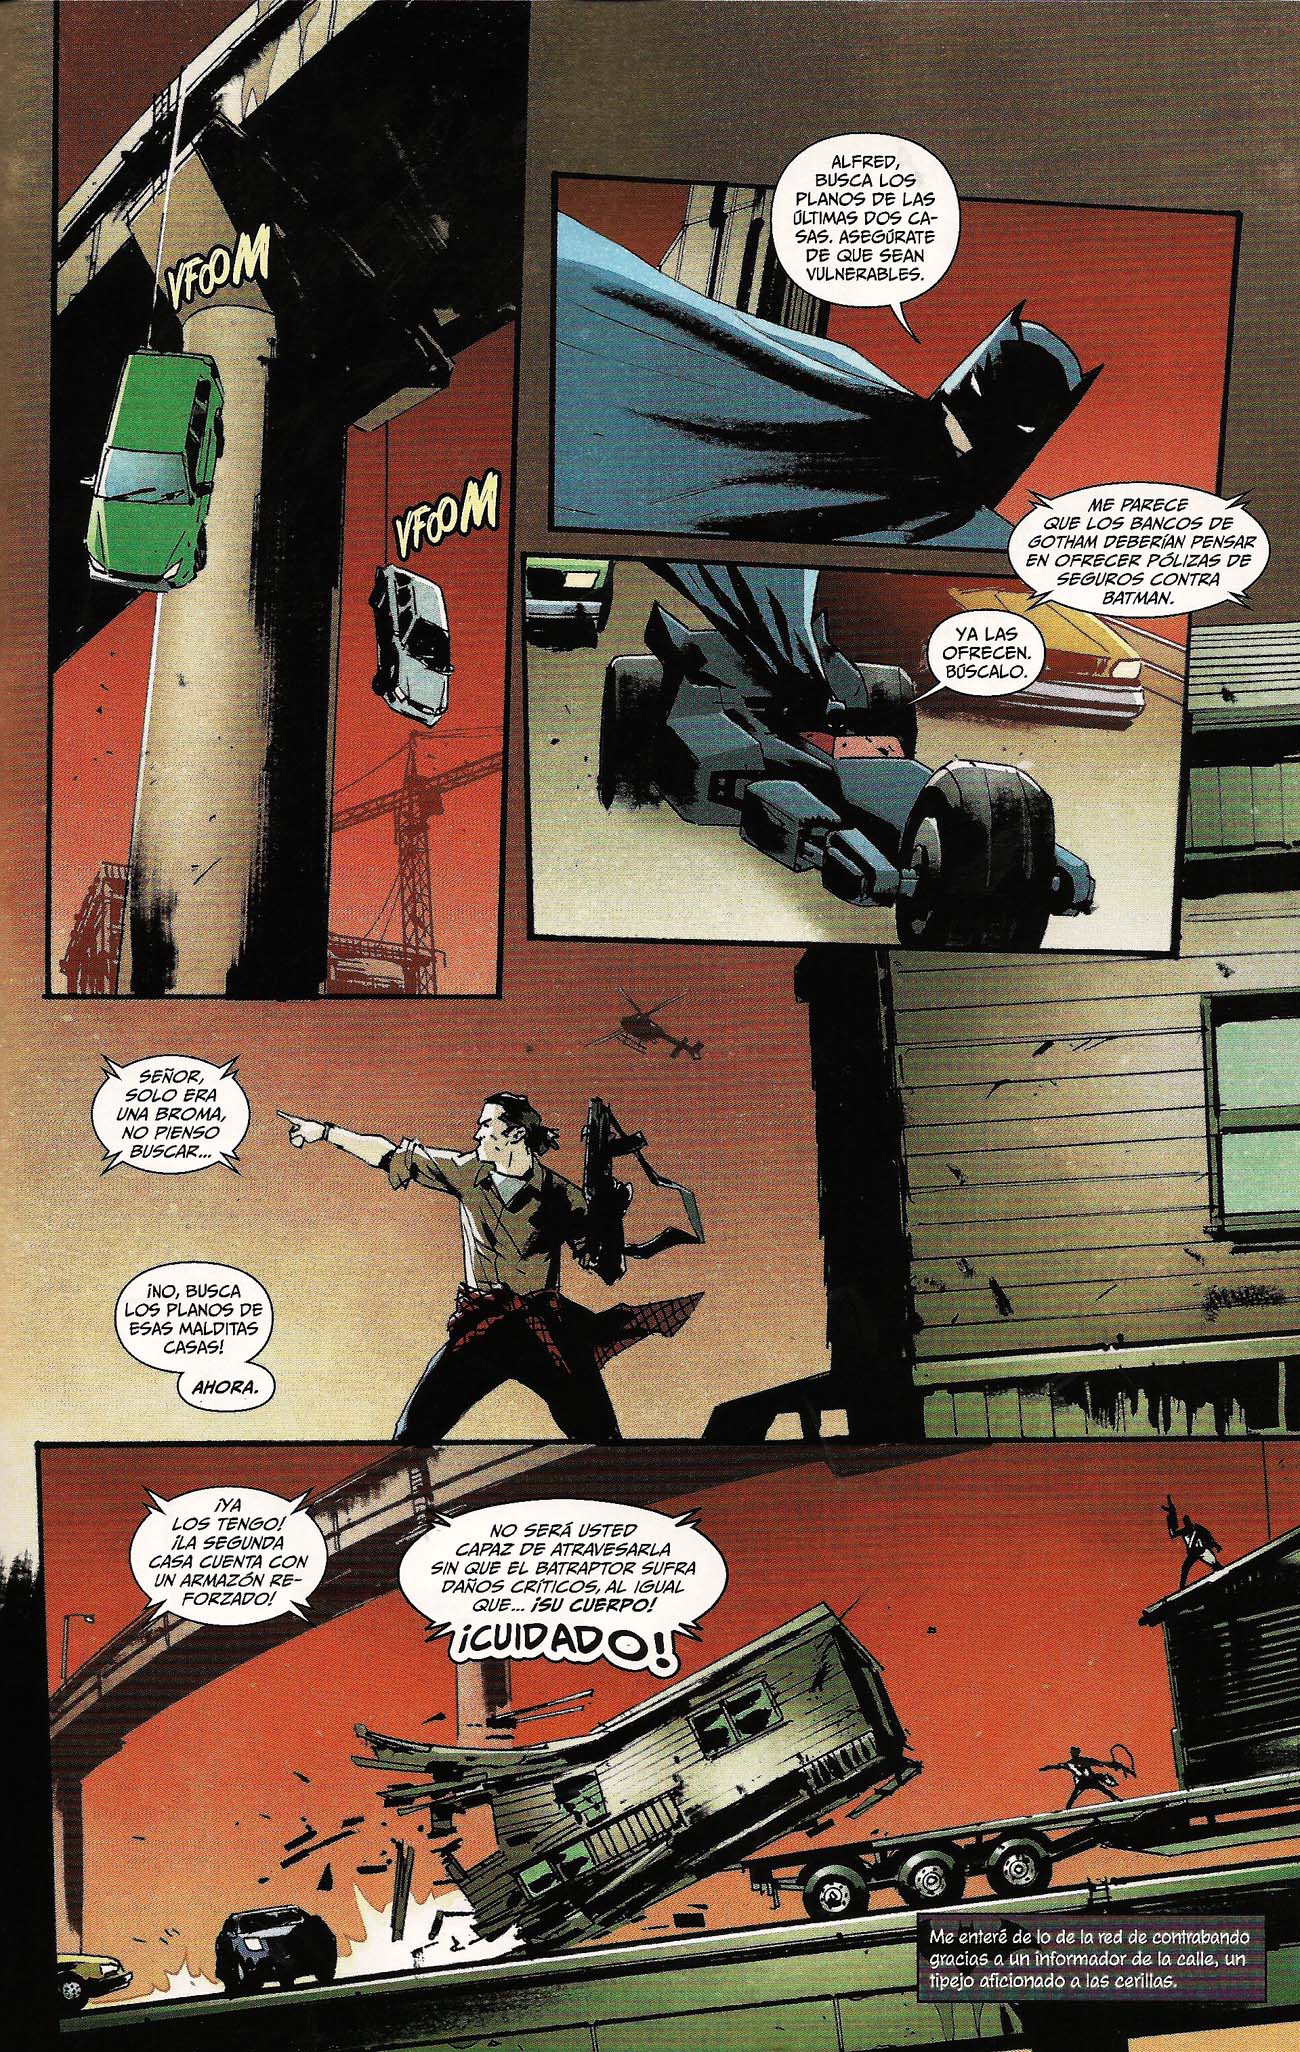 VFOOM
VFOOM
ALFRED,
BUSCA LOS
PLANOS DE LAS
ÚLTIMAS DOS CA-
SAS. ASEGÚRATE
DE QUE SEAN
VULNERABLES.
ME PARECE
QUE LOS BANCOS DE
GOTHAM DEBERÍAN PENSAR
EN OFRECER PÓLIZAS DE
SEGUROS CONTRA
BATMAN.
YA LAS
OFRECEN.
BÚSCALO.
SEÑOR,
SOLO ERA
UNA BROMA,
NO PIENSO
BUSCAR...
¡NO, BUSCA
LOS PLANOS DE
ESAS MALDITAS
CASAS!
AHORA.
¡YA
LOS TENGO!
¡LA SEGUNDA
CASA CUENTA CON
UN ARMAZÓN RE-
FORZADO!
NO SERÁ USTED
CAPAZ DE ATRAVESARLA
SIN QUE EL BATRAPTOR SUFRA
DAÑOS CRÍTICOS, AL IGUAL
QUE... ¡SU CUERPO!
¡CUIDADO!
Me enteré de lo de la red de contrabando
gracias a un informador de la calle, un
tipejo aficionado a las cerillas.